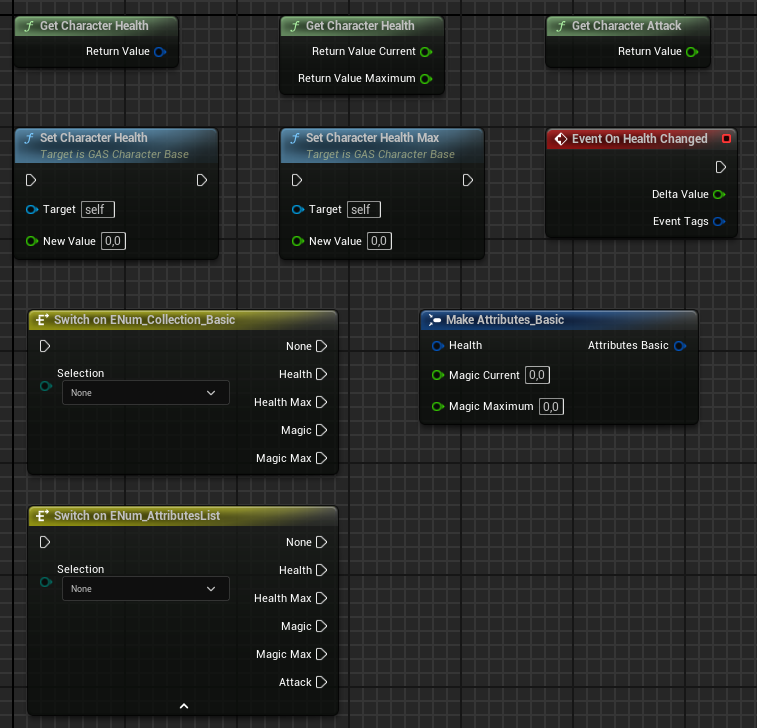 Get Character Health
Return Value
Get Character Health
Return Value Current
Return Value Maximum
Get Character Attack
Return Value
Set Character Health
Target is GAS Character Base
Target self
New Value 0,0
Set Character Health Max
Target is GAS Character Base
Target self
New Value 0,0
Event On Health Changed
Delta Value
Event Tags
Switch on ENum_Collection_Basic
None
Selection
None
Health
Health Max
Magic
Magic Max
Make Attributes_Basic
Health
Attributes Basic
Magic Current 0,0
Magic Maximum 0,0
Switch on ENum_AttributesList
None
Selection
None
Health
Health Max
Magic
Magic Max
Attack